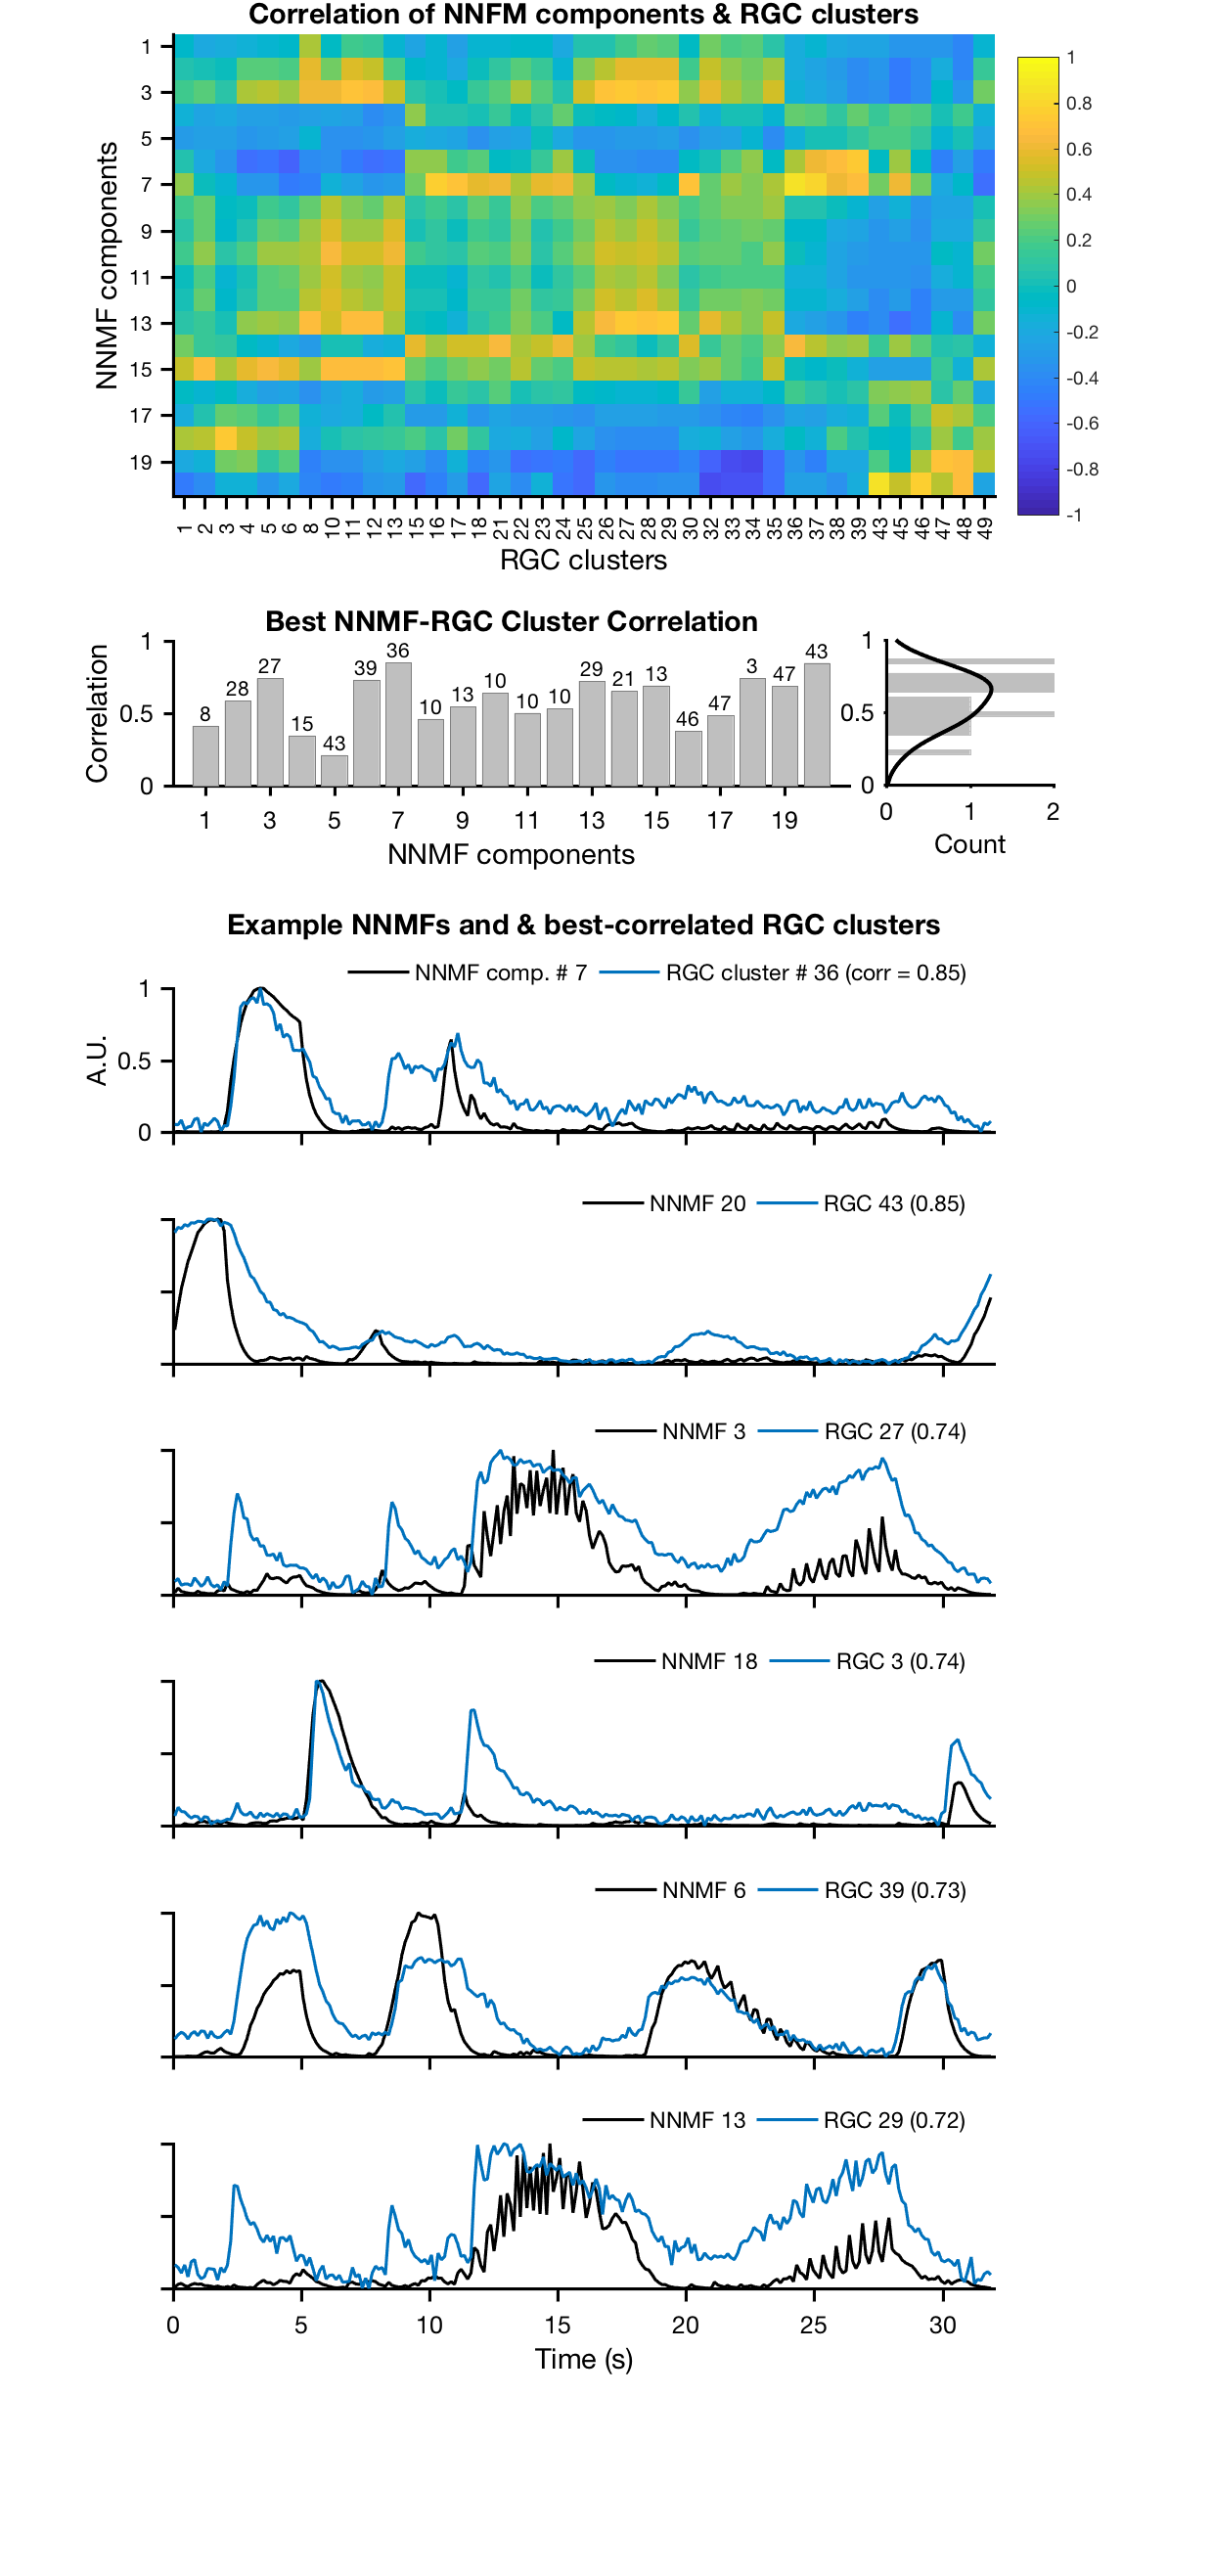 Correlation of NNFM components & RGC clusters
NNMF components
1
3
5
7
9
11
13
15
17
19
1
0.8
0.6
0.4
0.2
0
-0.2
-0.4
-0.6
-0.8
-1
1 2 3 4 5 6 8 10 11 12 13 15 16 17 18 21 22 23 24 25 26 27 28 29 30 32 33 34 35 36 37 38 39 43 45 46 47 48 49
RGC clusters
Best NNMF-RGC Cluster Correlation
Correlation
1
0.5
0
8 28 27 15 43 39 36 10 13 10 10 10 29 21 13 46 47 3 47 43
1 3 5 7 9 11 13 15 17 19
NNMF components
1
0.5
0
0 1 2
Count
Example NNMFs and & best-correlated RGC clusters
NNMF comp. # 7 RGC cluster # 36 (corr = 0.85)
A.U.
1
0.5
0
NNMF 20 RGC 43 (0.85)
NNMF 3 RGC 27 (0.74)
NNMF 18 RGC 3 (0.74)
NNMF 6 RGC 39 (0.73)
NNMF 13 RGC 29 (0.72)
0 5 10 15 20 25 30
Time (s)